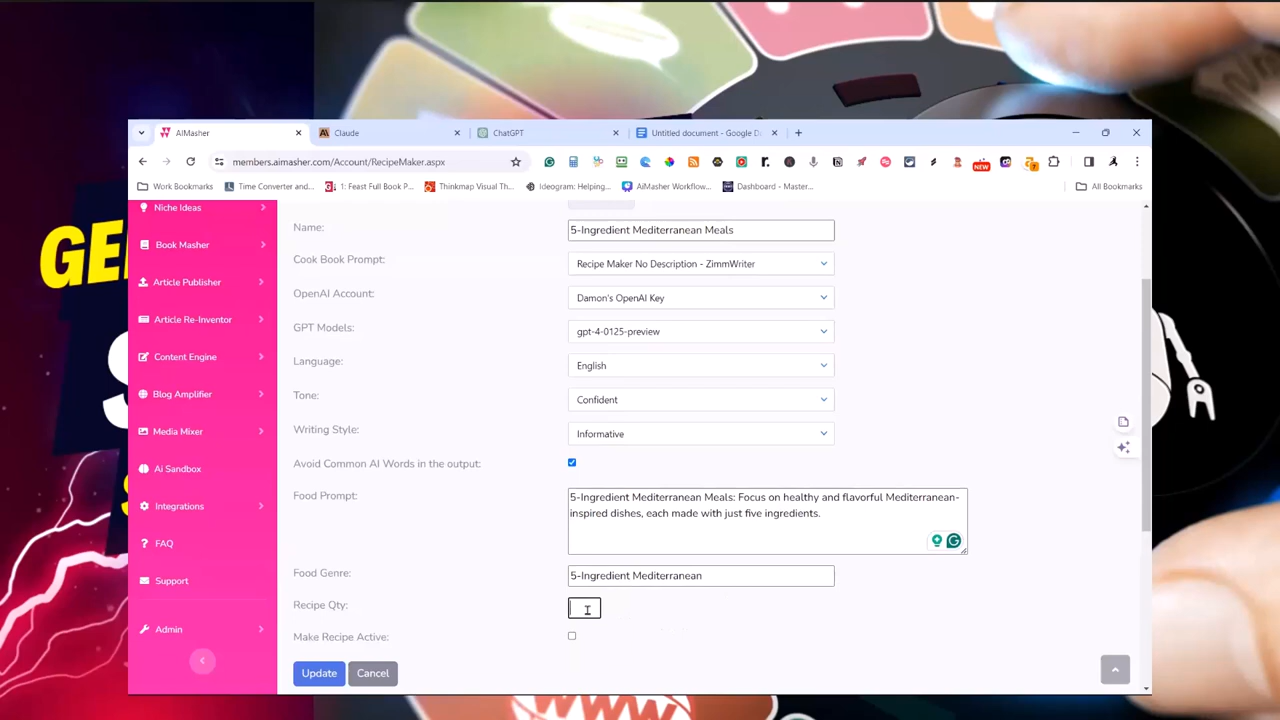 GE
S
AIMasher
Claude
ChatGPT
Untitled document - Google D
members.aimasher.com/Account/RecipeMaker.aspx
NEW
Work Bookmarks
Time Converter and...
1: Feast Full Book P...
Thinkmap Visual Th...
Ideogram: Helping...
AiMasher Workflow...
Dashboard - Master...
All Bookmarks
Niche Ideas
Book Masher
Article Publisher
Article Re-Inventor
Content Engine
Blog Amplifier
Media Mixer
Ai Sandbox
Integrations
FAQ
Support
Admin
Name:
5-Ingredient Mediterranean Meals
Cook Book Prompt:
Recipe Maker No Description - ZimmWriter
OpenAI Account:
Damon's OpenAI Key
GPT Models:
gpt-4-0125-preview
Language:
English
Tone:
Confident
Writing Style:
Informative
Avoid Common AI Words in the output:
Food Prompt:
5-Ingredient Mediterranean Meals: Focus on healthy and flavorful Mediterranean-
inspired dishes, each made with just five ingredients.
Food Genre:
5-Ingredient Mediterranean
Recipe Qty:
Make Recipe Active:
Update
Cancel
WWW